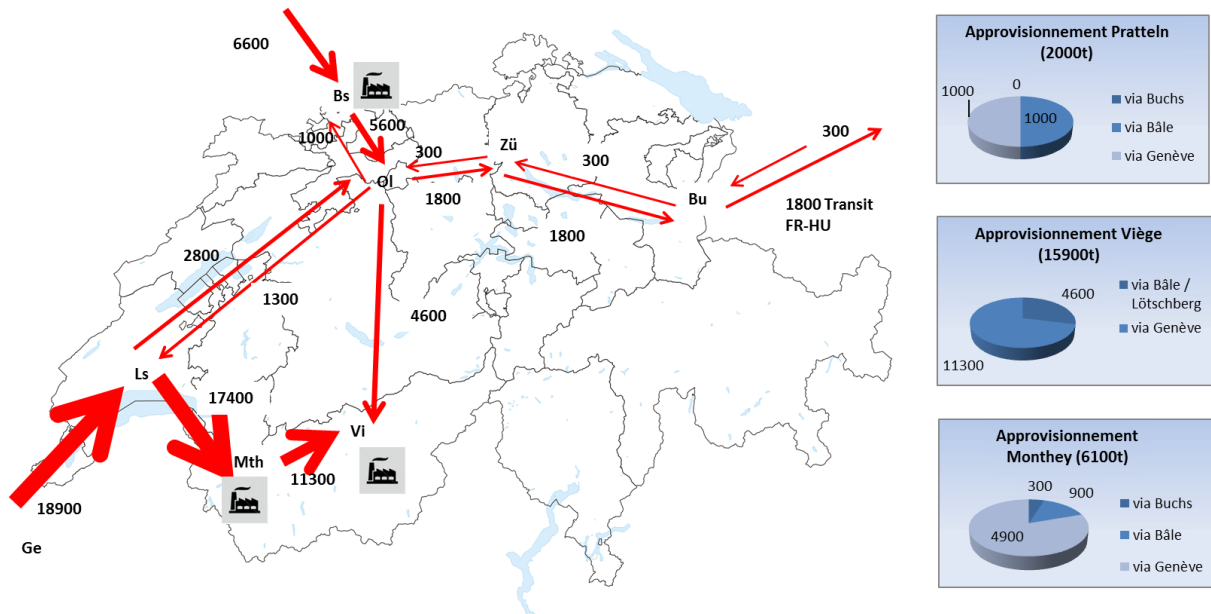 6600
Bs
1000
5600
300
Zü
Ol
1800
300
300
Bu
1800
1800 Transit
FR-HU
2800
1300
4600
Ls
17400
Vi
Mth
11300
18900
Ge
Approvisionnement Pratteln
(2000t)
0
1000
1000
via Buchs
via Bâle
via Genève
Approvisionnement Viège
(15900t)
4600
11300
via Bâle /
Lötschberg
via Genève
Approvisionnement
Monthey (6100t)
300
900
4900
via Buchs
via Bâle
via Genève